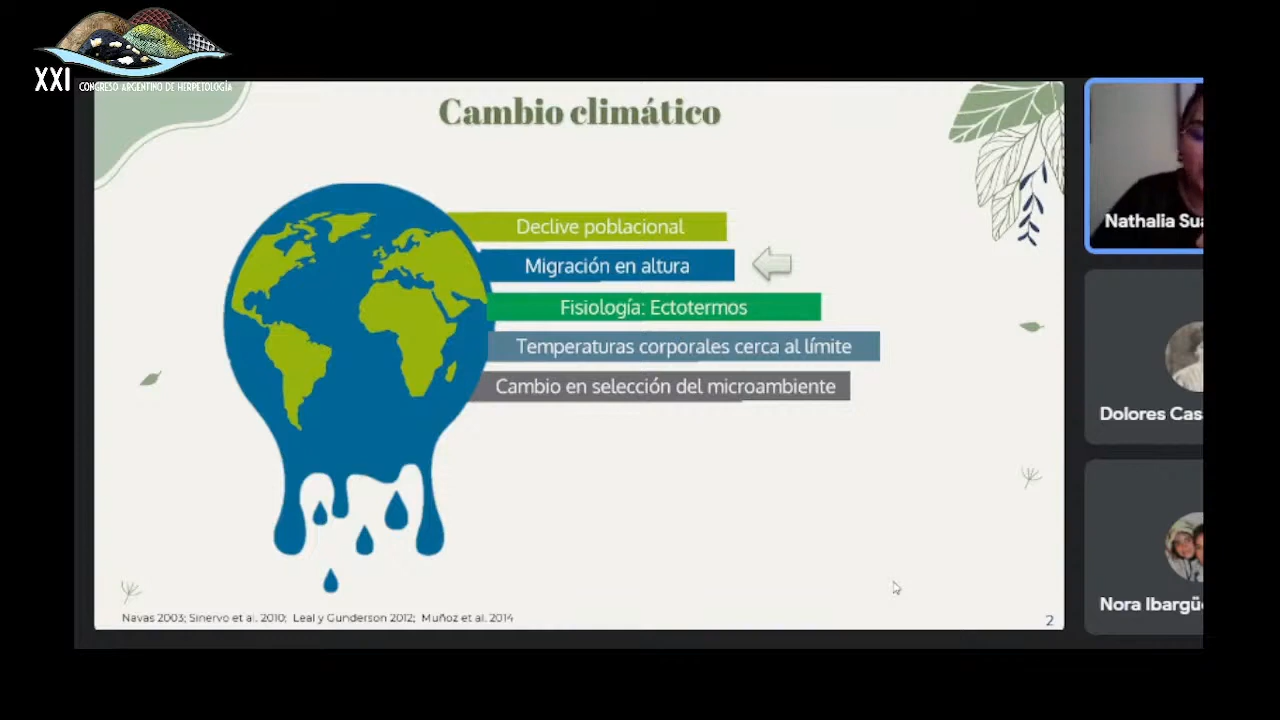 XXI CONGRESO ARGENTINO DE HERPETOLOGÍA
Cambio climático
Declive poblacional
Migración en altura
Fisiología: Ectotermos
Temperaturas corporales cerca al límite
Cambio en selección del microambiente
Navas 2003; Sinervo et al. 2010; Leal y Gunderson 2012; Muñoz et al. 2014
2
Nathalia Sua
Dolores Cas
Nora Ibargü